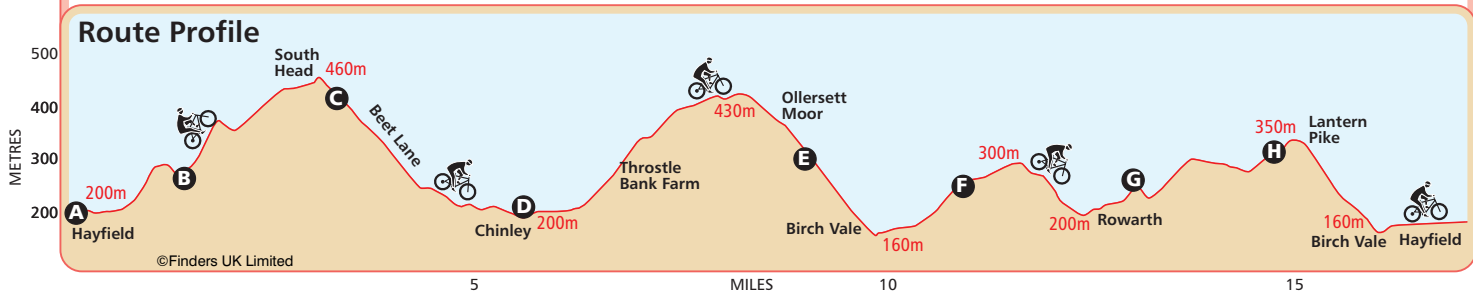 Route Profile
METRES
500
400
300
200
A
200m
Hayfield
B
South
Head
460m
C
Beet Lane
Chinley
D
200m
Throstle
Bank Farm
430m
Ollersett
Moor
E
Birch Vale
160m
F
300m
200m
G
Rowarth
350m
H
Lantern
Pike
160m
Birch Vale
Hayfield
©Finders UK Limited
5
MILES
10
15